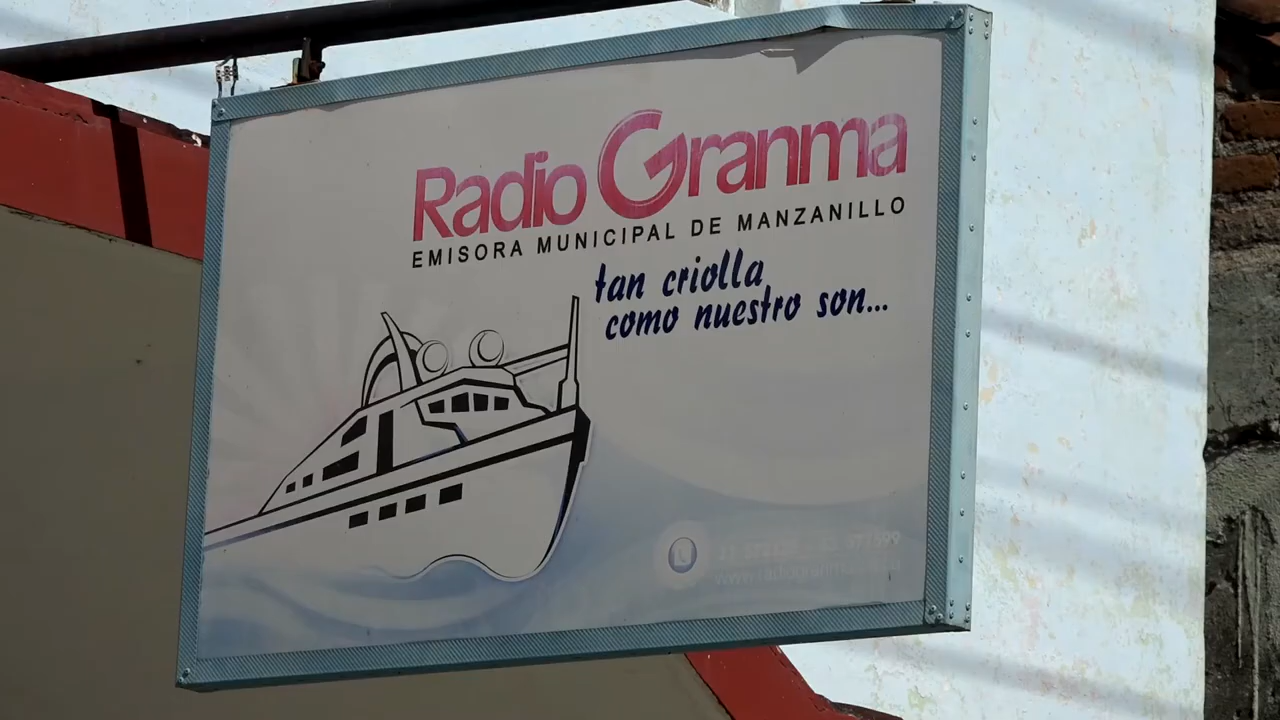 Radio Granma
EMISORA MUNICIPAL DE MANZANILLO
tan criolla
como nuestro son...